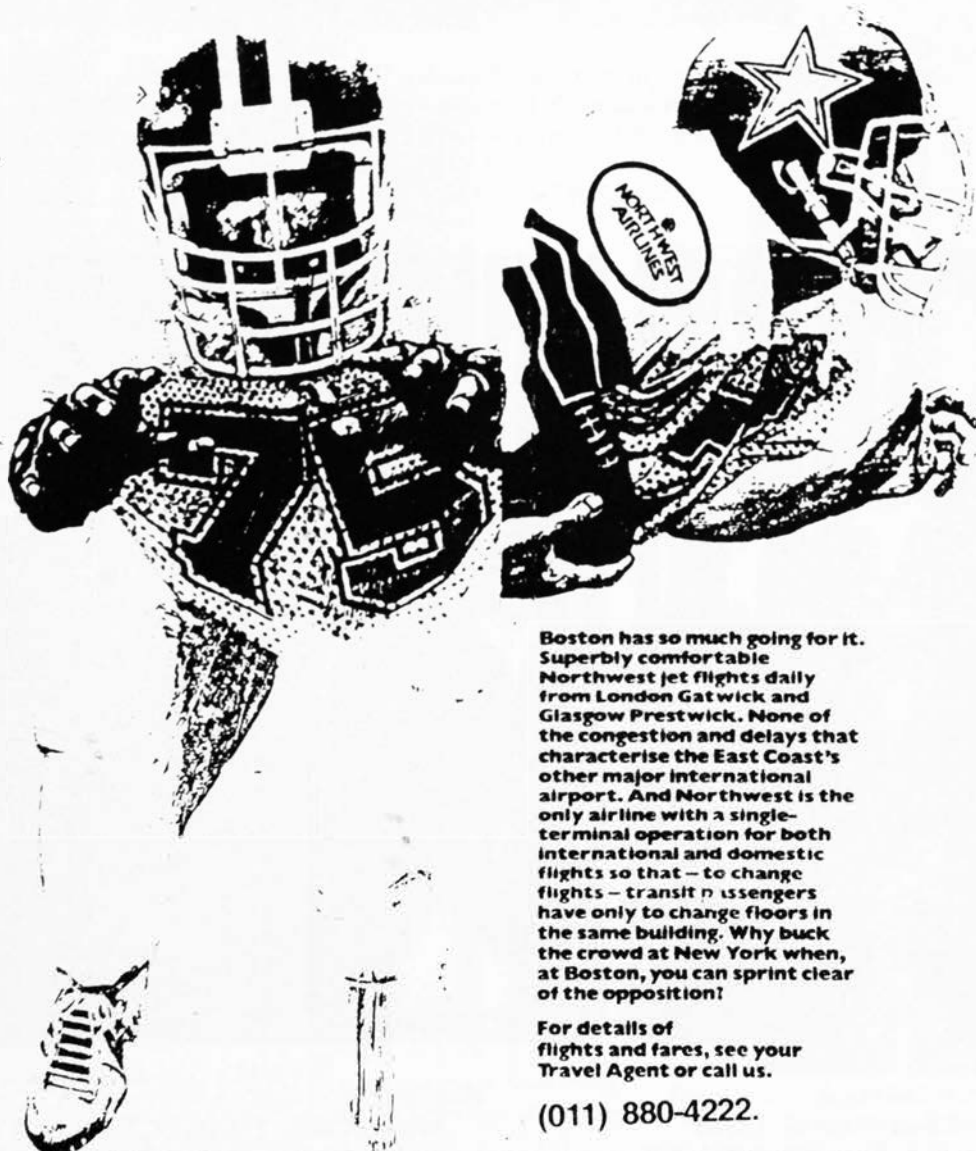 NORTHWEST
AIRLINES
75
Boston has so much going for it.
Superbly comfortable
Northwest jet flights daily
from London Gatwick and
Glasgow Prestwick. None of
the congestion and delays that
characterise the East Coast's
other major international
airport. And Northwest is the
only airline with a single-
terminal operation for both
international and domestic
flights so that – to change
flights – transit passengers
have only to change floors in
the same building. Why buck
the crowd at New York when,
at Boston, you can sprint clear
of the opposition?
For details of
flights and fares, see your
Travel Agent or call us.
(011) 880-4222.